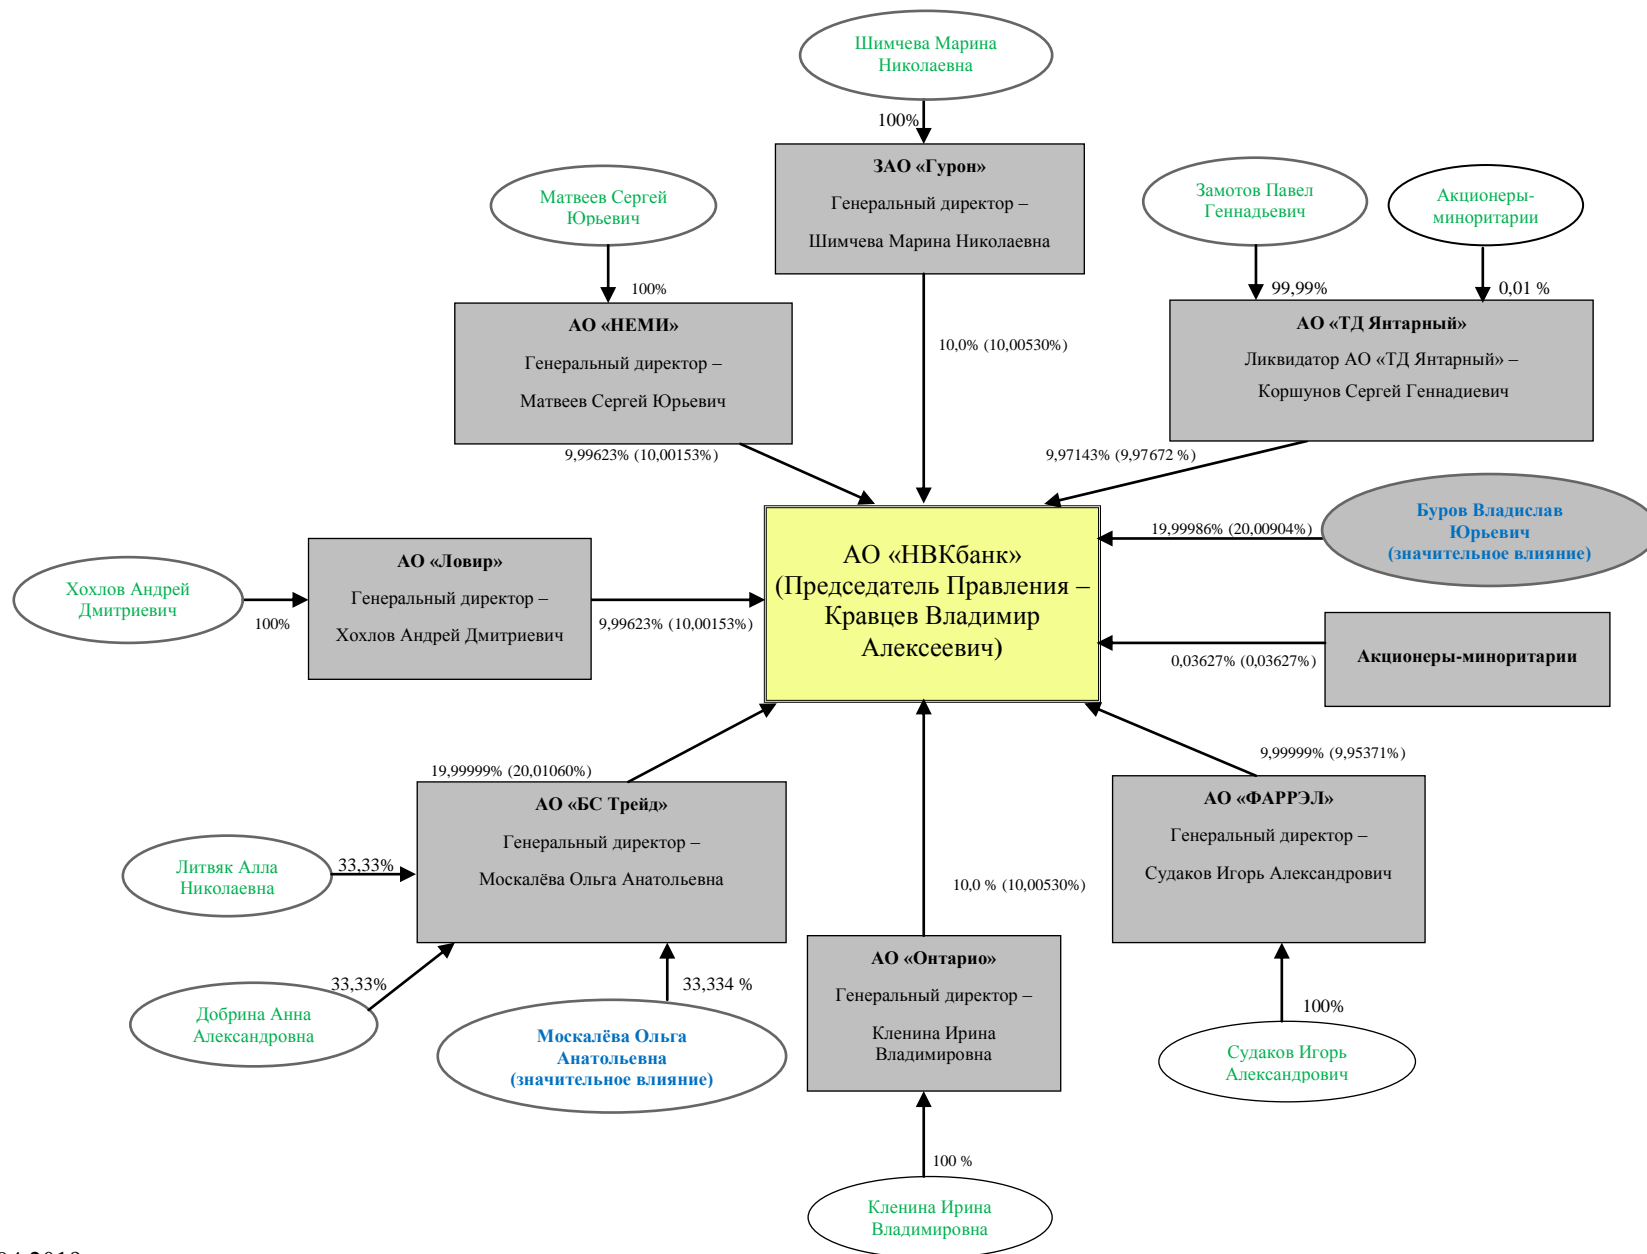 Шимчева Марина
Николаевна
100%
ЗАО «Гурон»
Генеральный директор –
Шимчева Марина Николаевна
10,0% (10,00530%)
Матвеев Сергей
Юрьевич
100%
АО «НЕМИ»
Генеральный директор –
Матвеев Сергей Юрьевич
9,99623% (10,00153%)
Замотов Павел
Геннадьевич
99,99%
Акционеры-
миноритарии
0,01 %
АО «ТД Янтарный»
Ликвидатор АО «ТД Янтарный» –
Коршунов Сергей Геннадиевич
9,97143% (9,97672 %)
Буров Владислав
Юрьевич
(значительное влияние)
19,99986% (20,00904%)
АО «НВКбанк»
(Председатель Правления –
Кравцев Владимир
Алексеевич)
Хохлов Андрей
Дмитриевич
100%
АО «Ловир»
Генеральный директор –
Хохлов Андрей Дмитриевич
9,99623% (10,00153%)
Акционеры-миноритарии
0,03627% (0,03627%)
19,99999% (20,01060%)
АО «БС Трейд»
Генеральный директор –
Москалёва Ольга Анатольевна
Литвяк Алла
Николаевна
33,33%
Добрина Анна
Александровна
33,33%
Москалёва Ольга
Анатольевна
(значительное влияние)
33,334 %
10,0 % (10,00530%)
АО «Онтарио»
Генеральный директор –
Кленина Ирина
Владимировна
100 %
Кленина Ирина
Владимировна
9,99999% (9,95371%)
АО «ФАРРЭЛ»
Генеральный директор –
Судаков Игорь Александрович
100%
Судаков Игорь
Александрович